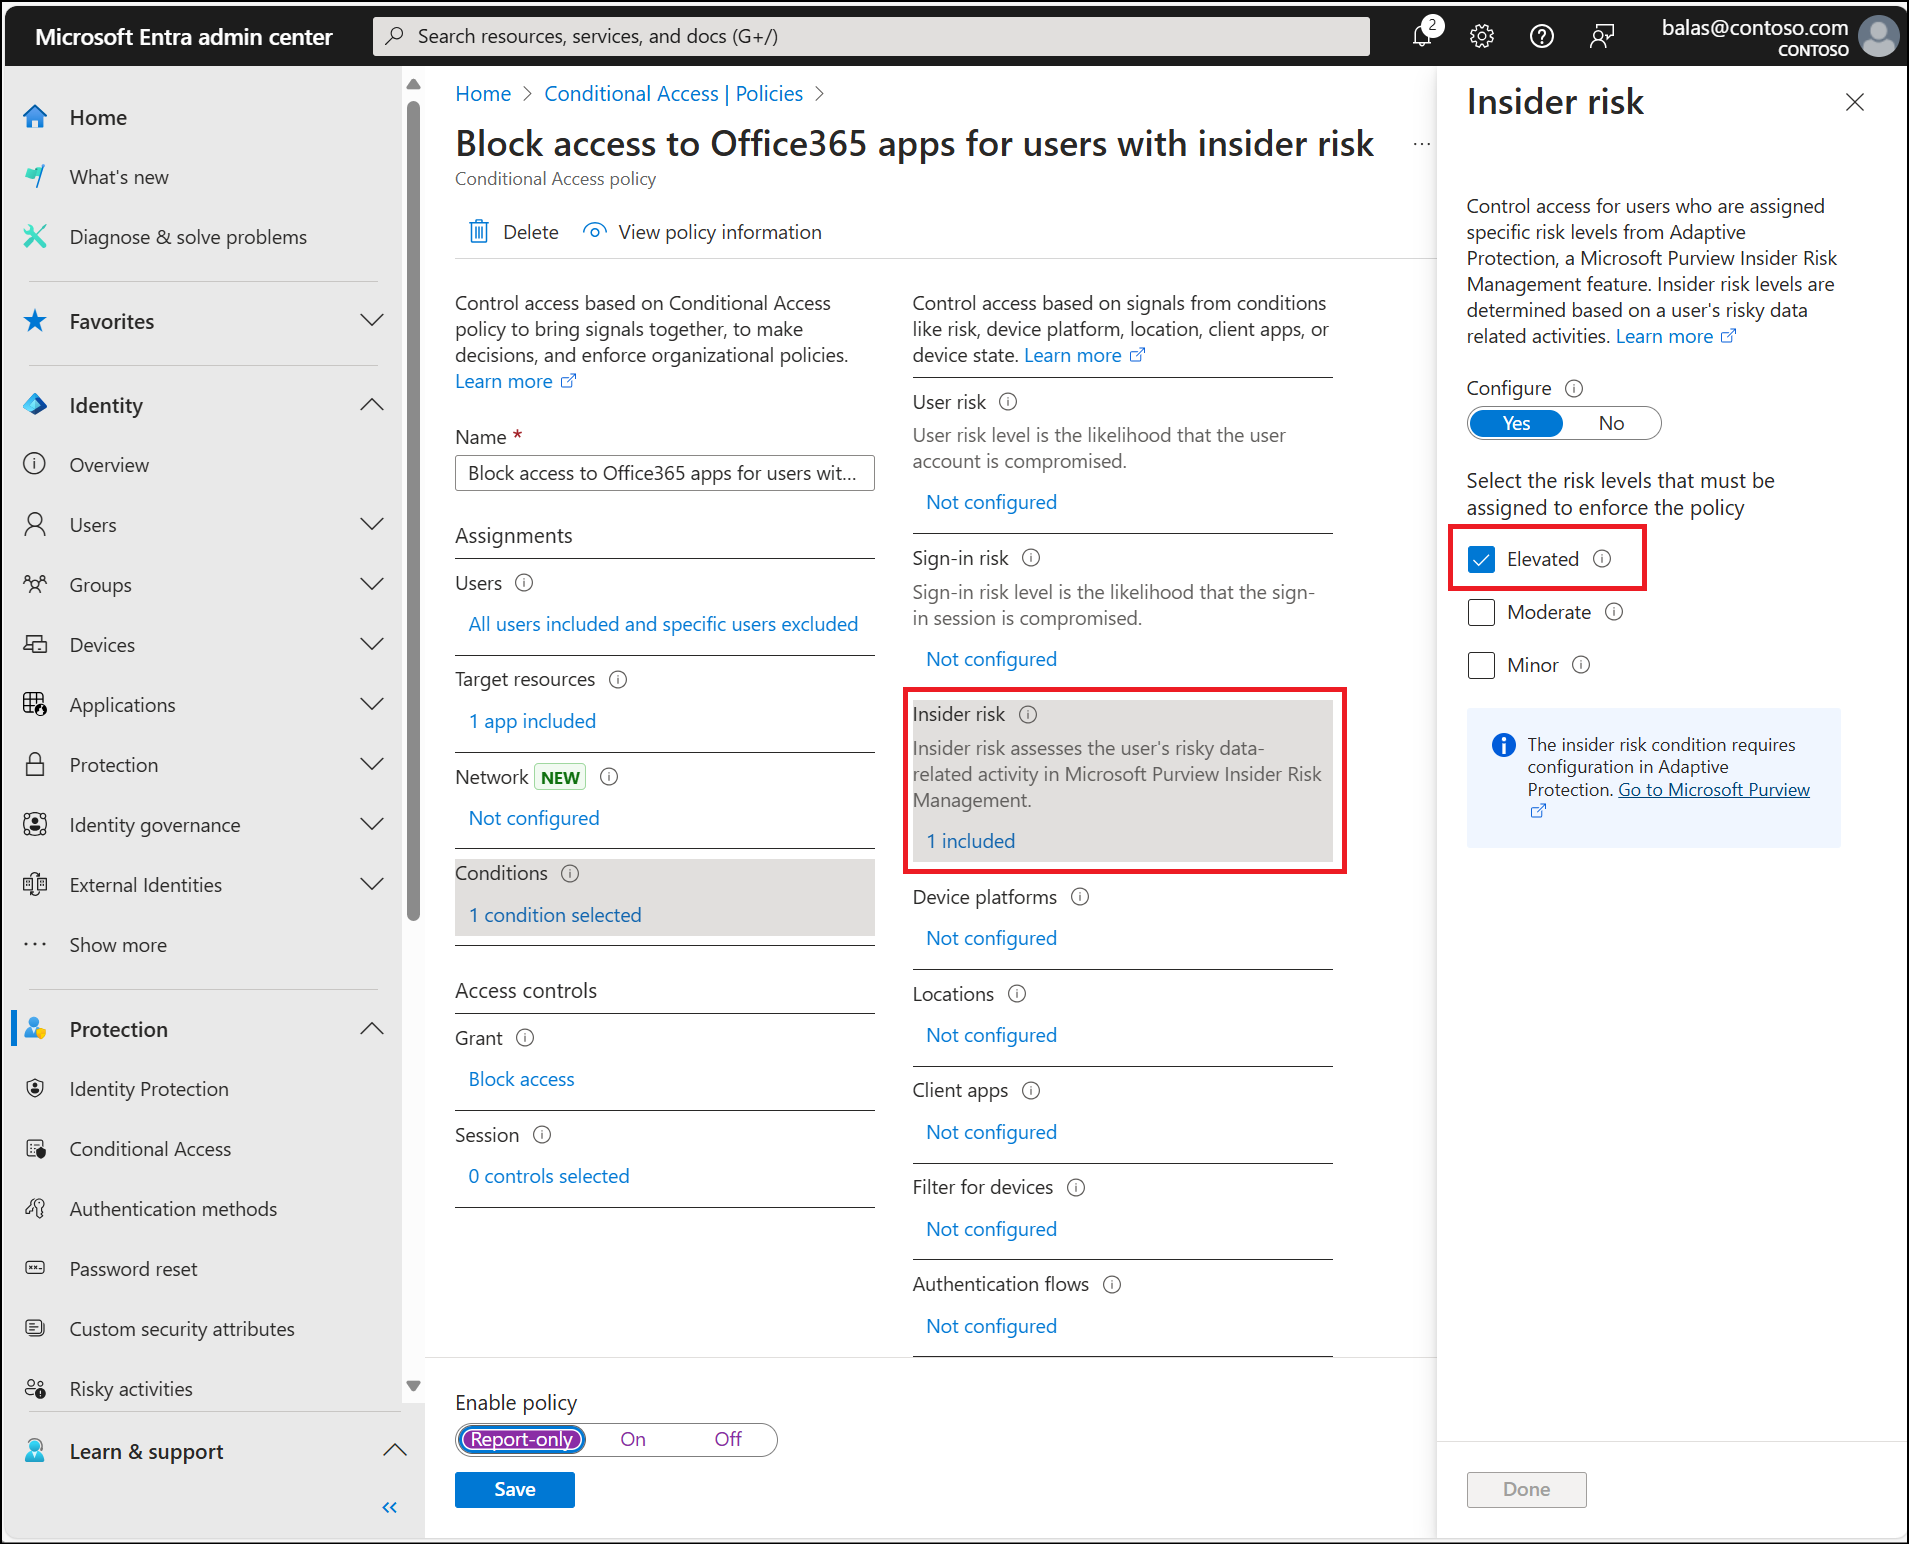 Microsoft Entra admin center
Search resources, services, and docs (G+/)
2
balas@contoso.com
CONTOSO
Home
What's new
Diagnose & solve problems
Favorites
Identity
Overview
Users
Groups
Devices
Applications
Protection
Identity governance
External Identities
Show more
Protection
Identity Protection
Conditional Access
Authentication methods
Password reset
Custom security attributes
Risky activities
Learn & support
Home > Conditional Access | Policies >
Block access to Office365 apps for users with insider risk ...
Conditional Access policy
Delete
View policy information
Control access based on Conditional Access
policy to bring signals together, to make
decisions, and enforce organizational policies.
Learn more
Name *
Block access to Office365 apps for users wit...
Assignments
Users
All users included and specific users excluded
Target resources
1 app included
Network NEW
Not configured
Conditions
1 condition selected
Access controls
Grant
Block access
Session
0 controls selected
Control access based on signals from conditions
like risk, device platform, location, client apps, or
device state. Learn more
User risk
User risk level is the likelihood that the user
account is compromised.
Not configured
Sign-in risk
Sign-in risk level is the likelihood that the sign-
in session is compromised.
Not configured
Insider risk
Insider risk assesses the user's risky data-
related activity in Microsoft Purview Insider Risk
Management.
1 included
Device platforms
Not configured
Locations
Not configured
Client apps
Not configured
Filter for devices
Not configured
Authentication flows
Not configured
Enable policy
Report-only On Off
Save
Insider risk
Control access for users who are assigned
specific risk levels from Adaptive
Protection, a Microsoft Purview Insider Risk
Management feature. Insider risk levels are
determined based on a user's risky data
related activities. Learn more
Configure
Yes No
Select the risk levels that must be
assigned to enforce the policy
Elevated
Moderate
Minor
The insider risk condition requires
configuration in Adaptive
Protection. Go to Microsoft Purview
Done